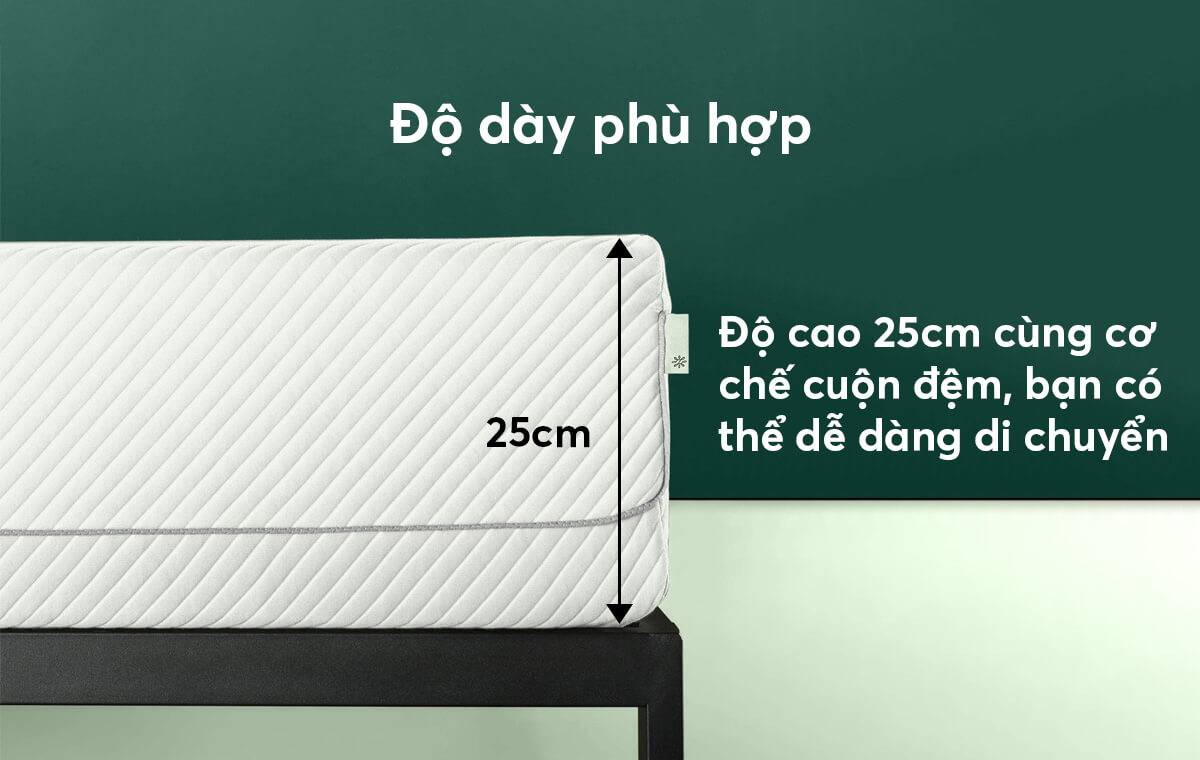 Độ dày phù hợp
Độ cao 25cm cùng cơ
chế cuộn đệm, bạn có
thể dễ dàng di chuyển
25cm